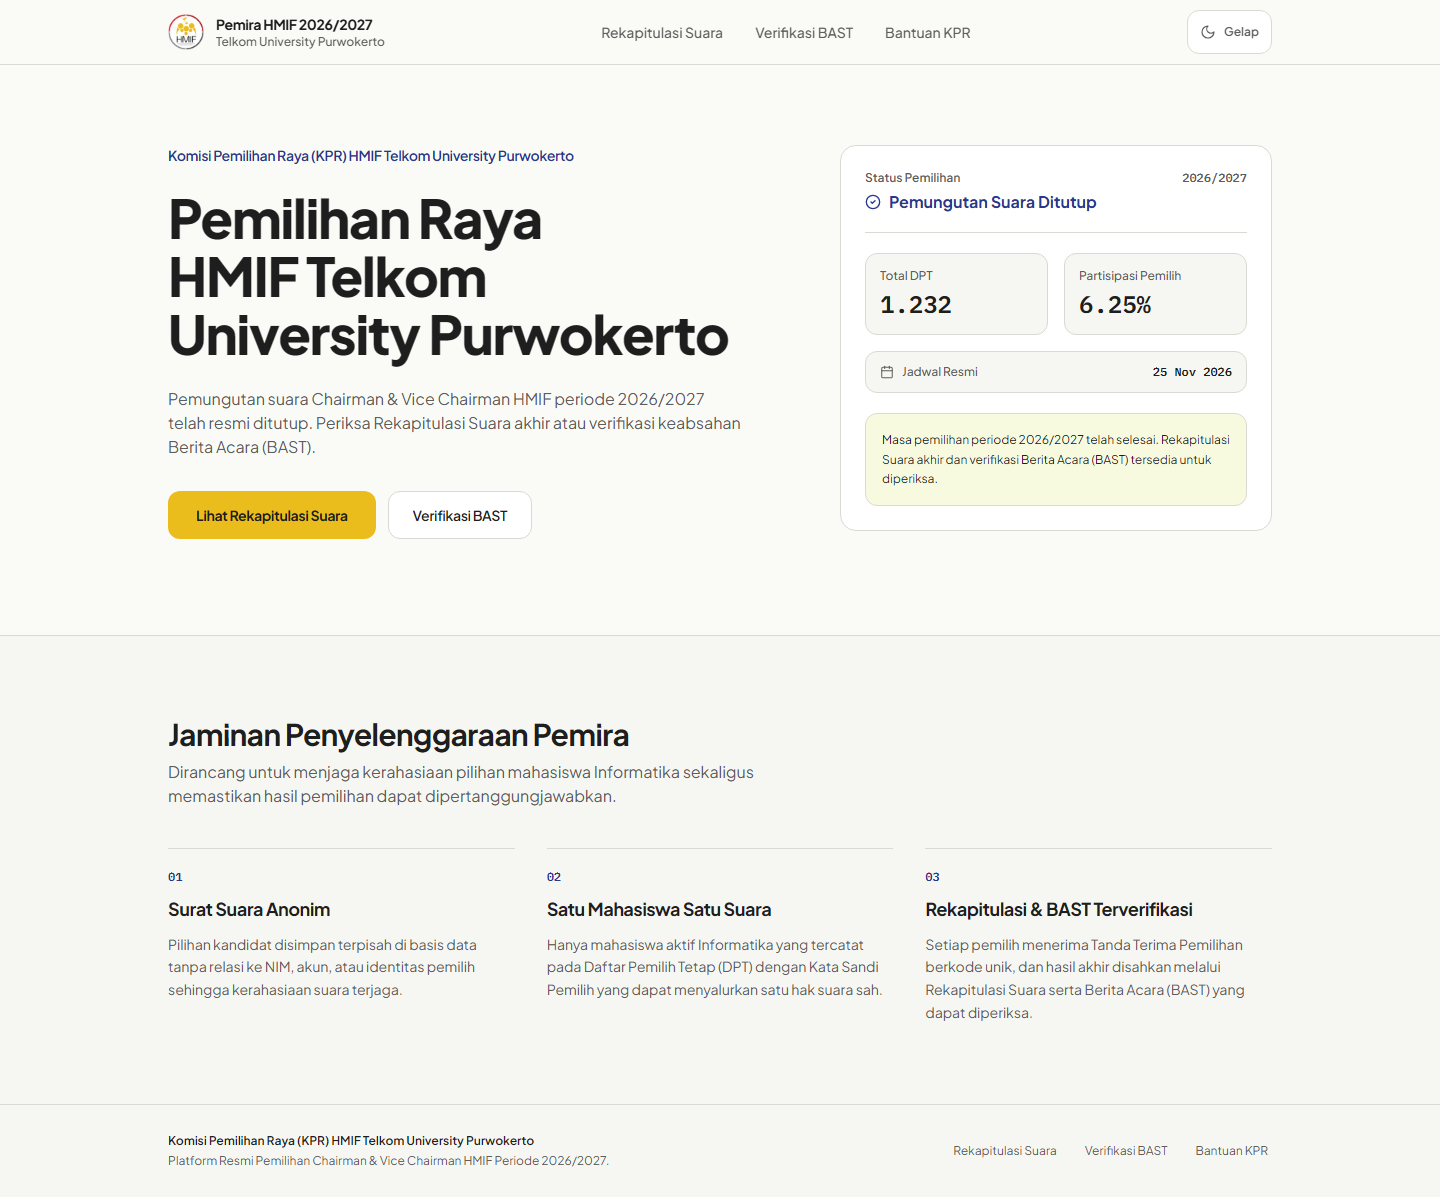 HMIF
Pemira HMIF 2026/2027
Telkom University Purwokerto
Rekapitulasi Suara
Verifikasi BAST
Bantuan KPR
Gelap
Komisi Pemilihan Raya (KPR) HMIF Telkom University Purwokerto
Pemilihan Raya
HMIF Telkom
University Purwokerto
Pemungutan suara Chairman & Vice Chairman HMIF periode 2026/2027
telah resmi ditutup. Periksa Rekapitulasi Suara akhir atau verifikasi keabsahan
Berita Acara (BAST).
Lihat Rekapitulasi Suara
Verifikasi BAST
Status Pemilihan
2026/2027
Pemungutan Suara Ditutup
Total DPT
1.232
Partisipasi Pemilih
6.25%
Jadwal Resmi
25 Nov 2026
Masa pemilihan periode 2026/2027 telah selesai. Rekapitulasi
Suara akhir dan verifikasi Berita Acara (BAST) tersedia untuk
diperiksa.
Jaminan Penyelenggaraan Pemira
Dirancang untuk menjaga kerahasiaan pilihan mahasiswa Informatika sekaligus
memastikan hasil pemilihan dapat dipertanggungjawabkan.
01
Surat Suara Anonim
Pilihan kandidat disimpan terpisah di basis data
tanpa relasi ke NIM, akun, atau identitas pemilih
sehingga kerahasiaan suara terjaga.
02
Satu Mahasiswa Satu Suara
Hanya mahasiswa aktif Informatika yang tercatat
pada Daftar Pemilih Tetap (DPT) dengan Kata Sandi
Pemilih yang dapat menyalurkan satu hak suara sah.
03
Rekapitulasi & BAST Terverifikasi
Setiap pemilih menerima Tanda Terima Pemilihan
berkode unik, dan hasil akhir disahkan melalui
Rekapitulasi Suara serta Berita Acara (BAST) yang
dapat diperiksa.
Komisi Pemilihan Raya (KPR) HMIF Telkom University Purwokerto
Platform Resmi Pemilihan Chairman & Vice Chairman HMIF Periode 2026/2027.
Rekapitulasi Suara
Verifikasi BAST
Bantuan KPR